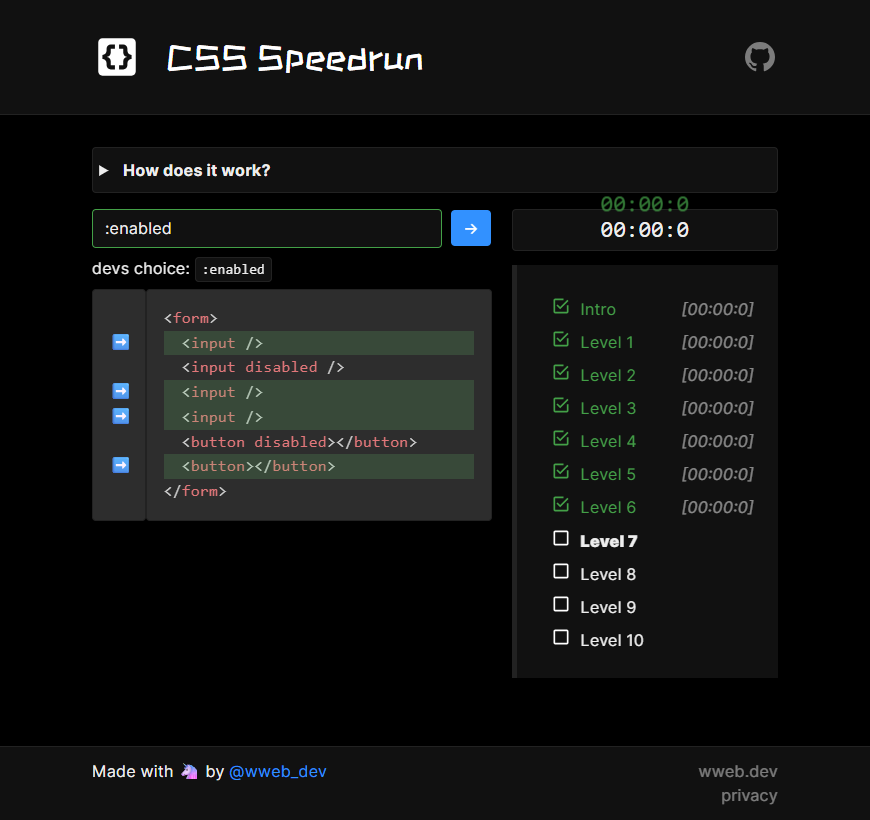 CSS Speedrun
How does it work?
:enabled
devs choice: :enabled
<form>
<input />
<input disabled />
<input />
<input />
<button disabled></button>
<button></button>
</form>
00:00:0
00:00:0
Intro [00:00:0]
Level 1 [00:00:0]
Level 2 [00:00:0]
Level 3 [00:00:0]
Level 4 [00:00:0]
Level 5 [00:00:0]
Level 6 [00:00:0]
Level 7
Level 8
Level 9
Level 10
Made with 🦄 by @wweb_dev
wweb.dev
privacy